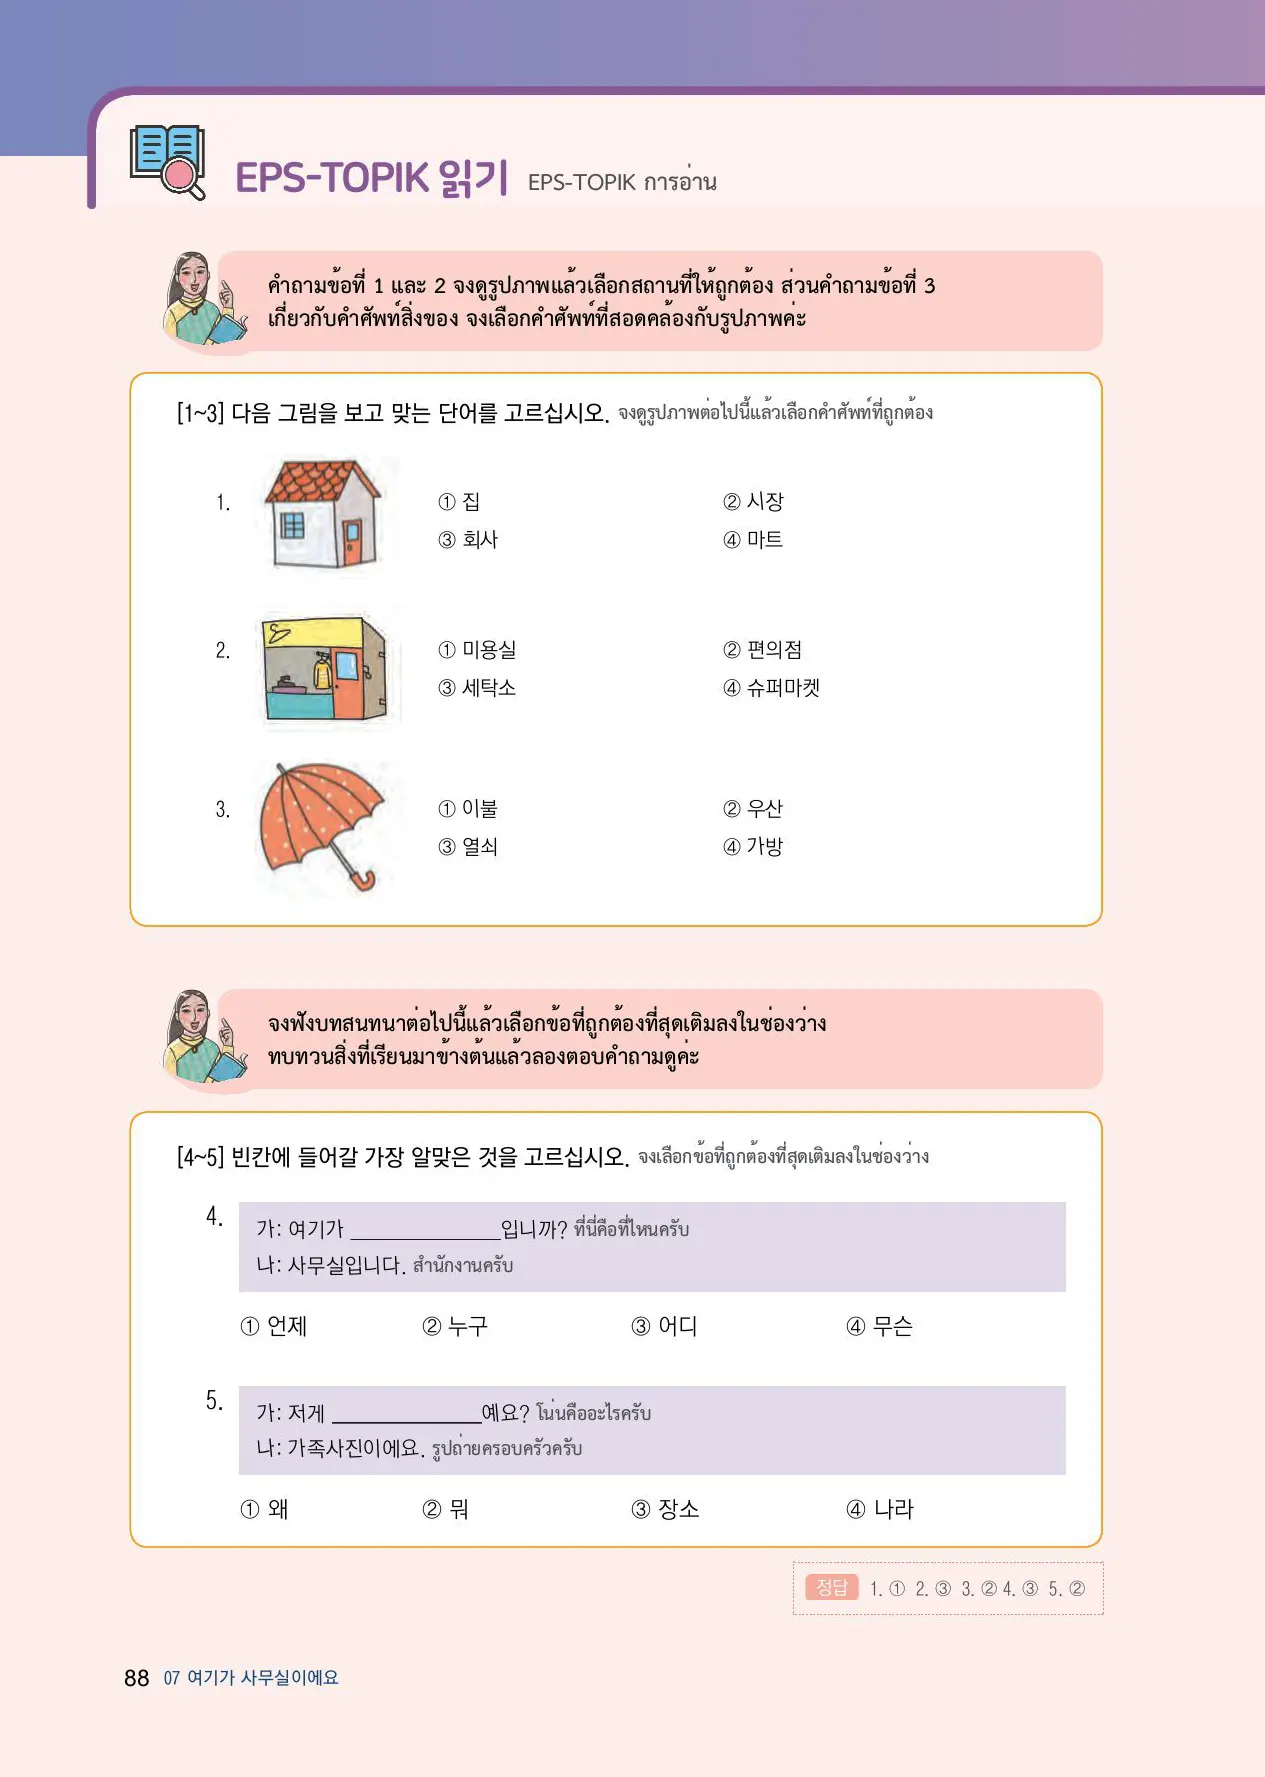 EPS-TOPIK 읽기 EPS-TOPIK การอ่าน
คำถามข้อที่ 1 และ 2 จงดูรูปภาพแล้วเลือกสถานที่ให้ถูกต้อง ส่วนคำถามข้อที่ 3
เกี่ยวกับคำศัพท์สิ่งของ จงเลือกคำศัพท์ที่สอดคล้องกับรูปภาพค่ะ
[1~3] 다음 그림을 보고 맞는 단어를 고르십시오. จงดูรูปภาพต่อไปนี้แล้วเลือกคำศัพท์ที่ถูกต้อง
1. ① 집 ② 시장
③ 회사 ④ 마트
2. ① 미용실 ② 편의점
③ 세탁소 ④ 슈퍼마켓
3. ① 이불 ② 우산
③ 열쇠 ④ 가방
จงฟังบทสนทนาต่อไปนี้แล้วเลือกข้อที่ถูกต้องที่สุดเติมลงในช่องว่าง
ทบทวนสิ่งที่เรียนมาข้างต้นแล้วลองตอบคำถามดูค่ะ
[4~5] 빈칸에 들어갈 가장 알맞은 것을 고르십시오. จงเลือกข้อที่ถูกต้องที่สุดเติมลงในช่องว่าง
4. 가: 여기가 ______________입니까? ที่นี่คือที่ไหนครับ
나: 사무실입니다. สำนักงานครับ
① 언제 ② 누구 ③ 어디 ④ 무슨
5. 가: 저게 ______________예요? โน่นคืออะไรครับ
나: 가족사진이에요. รูปถ่ายครอบครัวครับ
① 왜 ② 뭐 ③ 장소 ④ 나라
정답 1. ① 2. ③ 3. ② 4. ③ 5. ②
88 07 여기가 사무실이에요